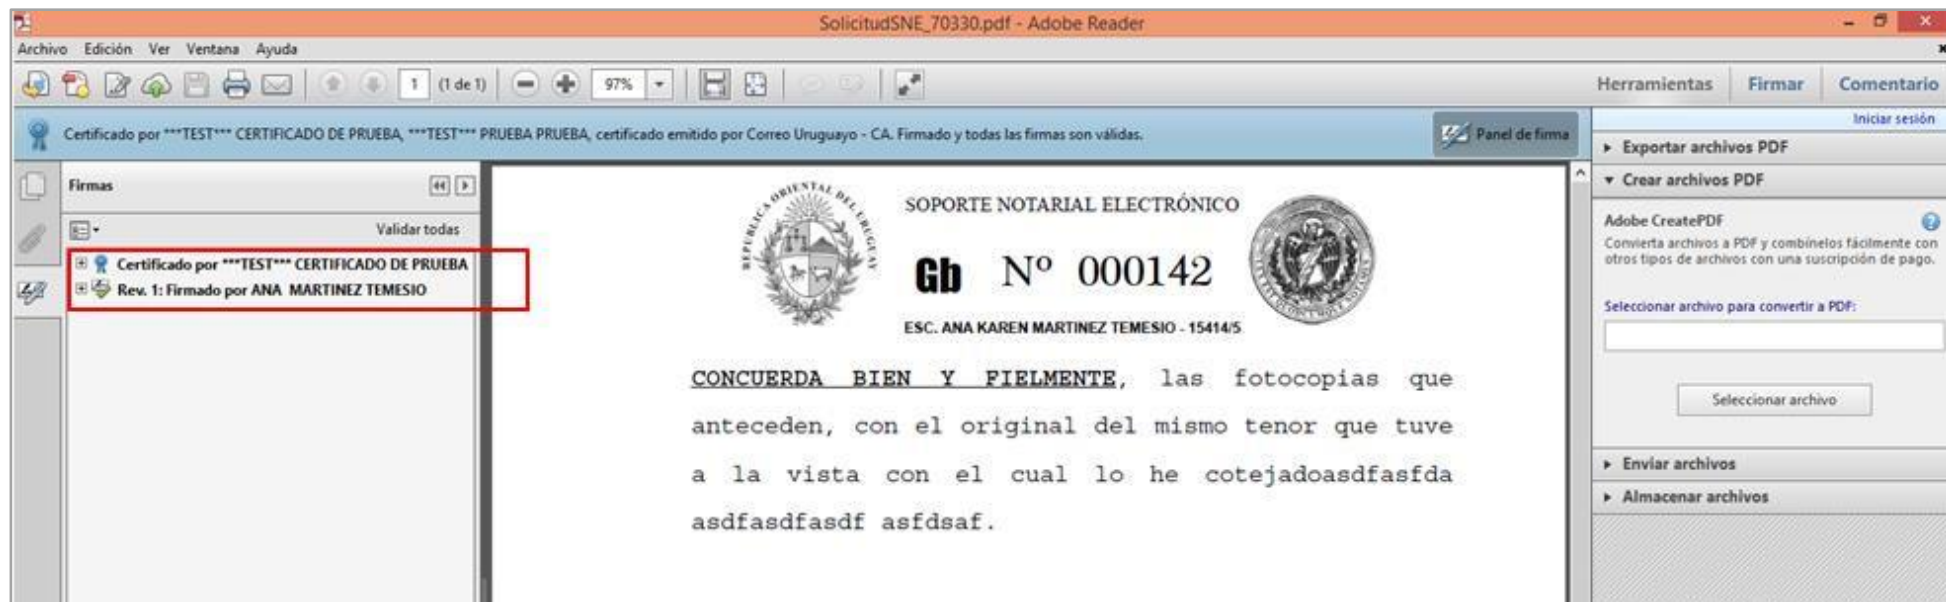 SolicitudSNE_70330.pdf - Adobe Reader
Archivo Edición Ver Ventana Ayuda
1 (1 de 1) 97% Herramientas Firmar Comentario
Certificado por ***TEST*** CERTIFICADO DE PRUEBA, ***TEST*** PRUEBA PRUEBA, certificado emitido por Correo Uruguayo - CA. Firmado y todas las firmas son válidas.
Panel de firma
Iniciar sesión
Firmas
Validar todas
Certificado por ***TEST*** CERTIFICADO DE PRUEBA
Rev. 1: Firmado por ANA MARTINEZ TEMESIO
REPUBLICA ORIENTAL DEL URUGUAY
SOPORTE NOTARIAL ELECTRÓNICO
Gb Nº 000142
ESC. ANA KAREN MARTINEZ TEMESIO - 15414/5
CONCUERDA BIEN Y FIELMENTE, las fotocopias que
anteceden, con el original del mismo tenor que tuve
a la vista con el cual lo he cotejadoasdfasfda
asdfasdfasdf asfdsaf.
Exportar archivos PDF
Crear archivos PDF
Adobe CreatePDF
Convierta archivos a PDF y combínelos fácilmente con
otros tipos de archivos con una suscripción de pago.
Seleccionar archivo para convertir a PDF:
Seleccionar archivo
Enviar archivos
Almacenar archivos